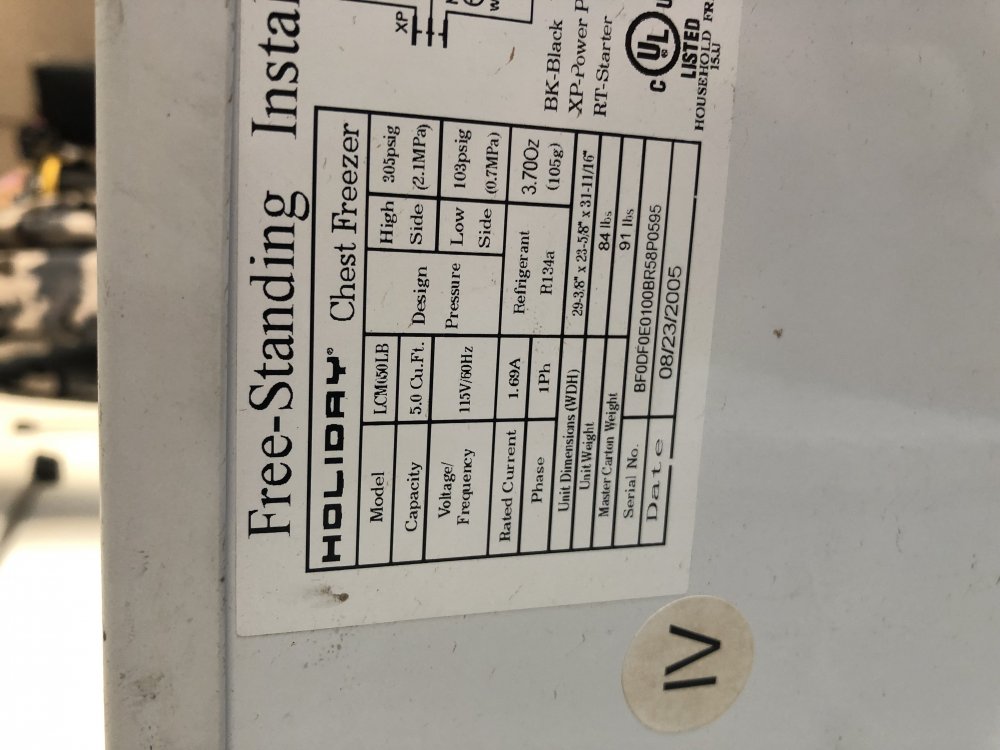 Free-Standing Instal
HOLIDAY® Chest Freezer
Model LCM050LB Design Pressure High Side 305psig (2.1MPa)
Capacity 5.0 Cu.Ft.
Voltage/ Frequency 115V/60Hz Low Side 103psig (0.7MPa)
Rated Current 1.69A Refrigerant R134a 3.70Oz (105g)
Phase 1Ph
Unit Dimensions (WDH) 29-3/8" x 23-5/8" x 31-11/16"
Unit Weight 84 lbs
Master Carton Weight 91 lbs
Serial No. BF0DF0E0100BR58P0595
Date 08/23/2005
XP
BK-Black
XP-Power P
RT-Starter
C UL® U
LISTED
HOUSEHOLD FR
15JJ
IV